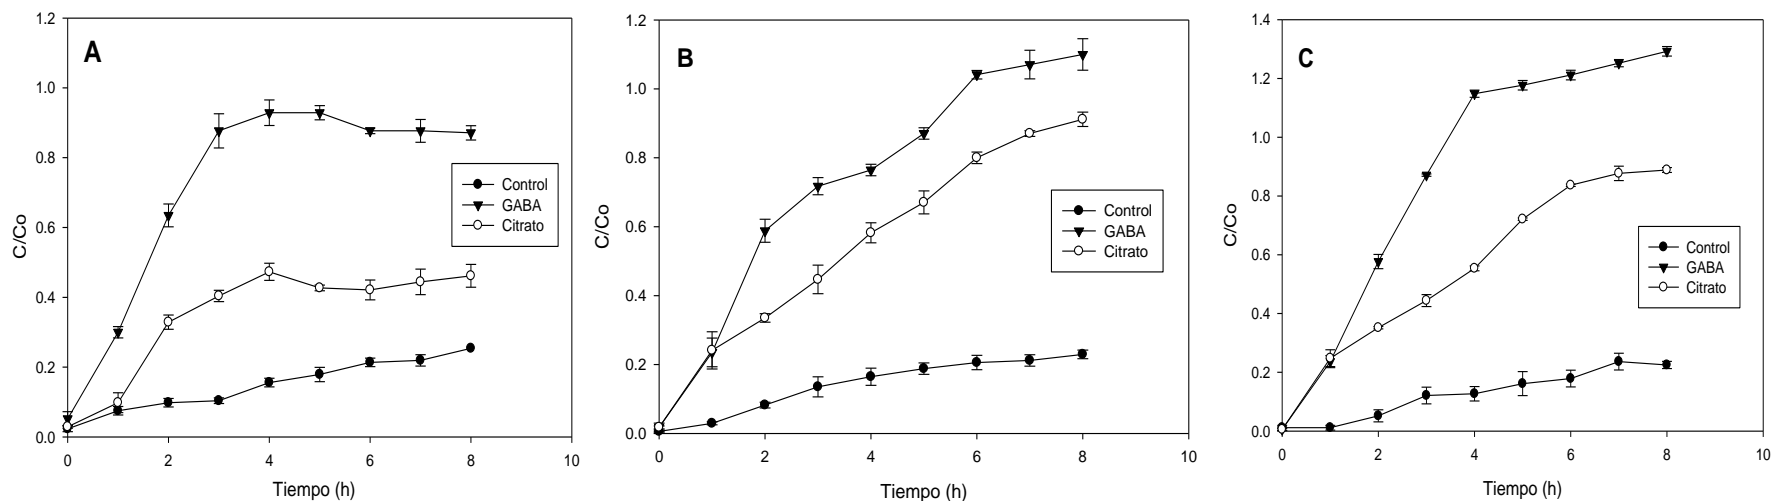 A
1.2
1.0
0.8
0.6
0.4
0.2
0.0
C/Co
Control
GABA
Citrato
0 2 4 6 8 10
Tiempo (h)
B
1.2
1.0
0.8
0.6
0.4
0.2
0.0
C/Co
Control
GABA
Citrato
0 2 4 6 8 10
Tiempo (h)
C
1.4
1.2
1.0
0.8
0.6
0.4
0.2
0.0
C/Co
Control
GABA
Citrato
0 2 4 6 8 10
Tiempo (h)